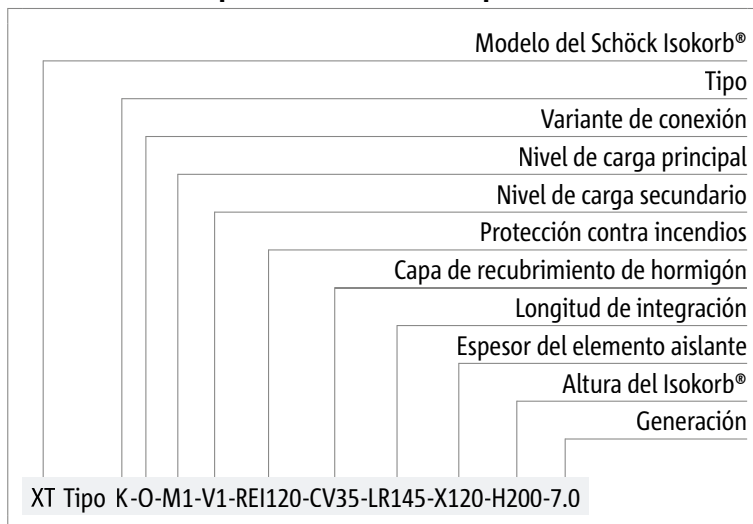 Modelo del Schöck Isokorb®
Tipo
Variante de conexión
Nivel de carga principal
Nivel de carga secundario
Protección contra incendios
Capa de recubrimiento de hormigón
Longitud de integración
Espesor del elemento aislante
Altura del Isokorb®
Generación
XT Tipo K-O-M1-V1-REI120-CV35-LR145-X120-H200-7.0